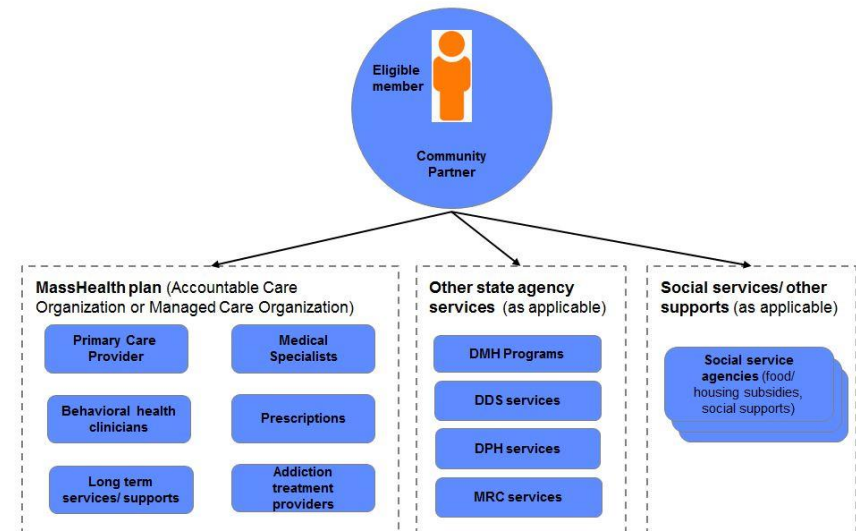 Eligible
member
Community
Partner
MassHealth plan (Accountable Care
Organization or Managed Care Organization)
Primary Care
Provider
Medical
Specialists
Behavioral health
clinicians
Prescriptions
Long term
services/ supports
Addiction
treatment
providers
Other state agency
services (as applicable)
DMH Programs
DDS services
DPH services
MRC services
Social services/ other
supports (as applicable)
Social service
agencies (food/
housing subsidies,
social supports)